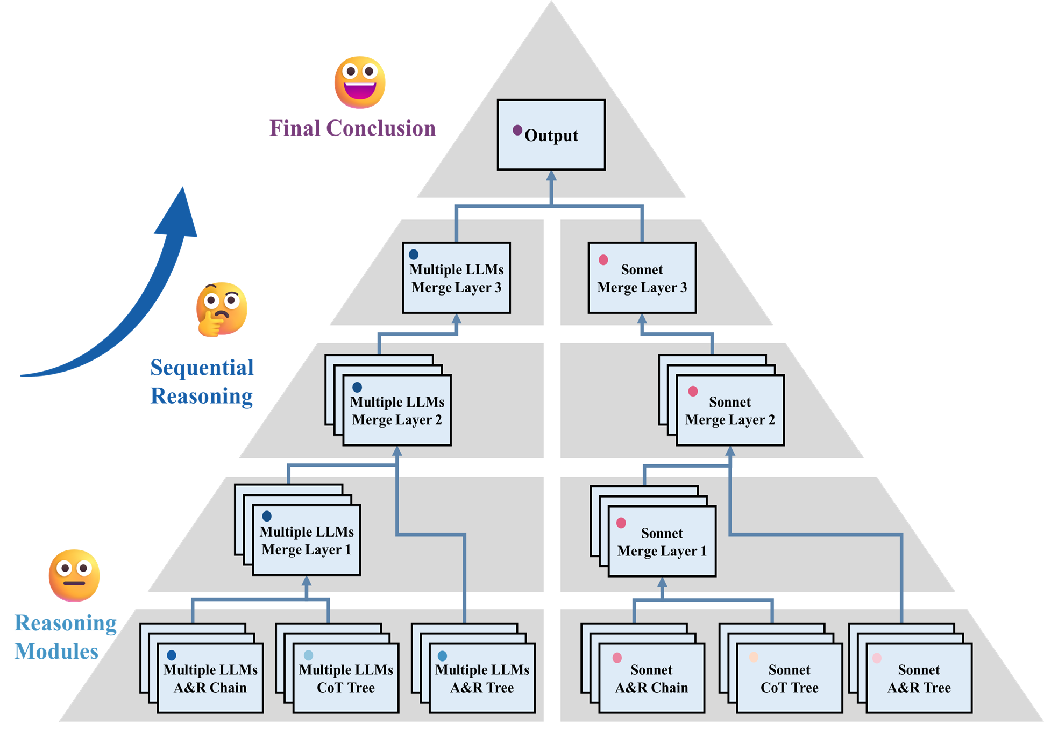 Final Conclusion
Output
Multiple LLMs
Merge Layer 3
Sonnet
Merge Layer 3
Sequential
Reasoning
Multiple LLMs
Merge Layer 2
Sonnet
Merge Layer 2
Multiple LLMs
Merge Layer 1
Sonnet
Merge Layer 1
Reasoning
Modules
Multiple LLMs
A&R Chain
Multiple LLMs
CoT Tree
Multiple LLMs
A&R Tree
Sonnet
A&R Chain
Sonnet
CoT Tree
Sonnet
A&R Tree